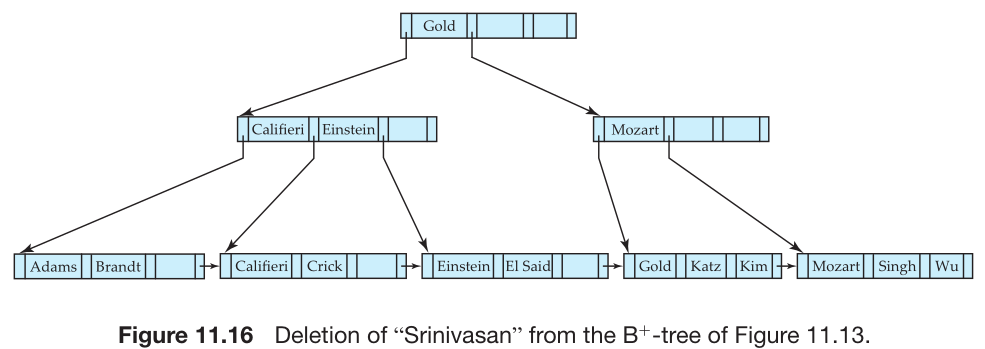 Gold
Califieri Einstein
Mozart
Adams Brandt
Califieri Crick
Einstein El Said
Gold Katz Kim
Mozart Singh Wu
Figure 11.16 Deletion of “Srinivasan” from the B+-tree of Figure 11.13.